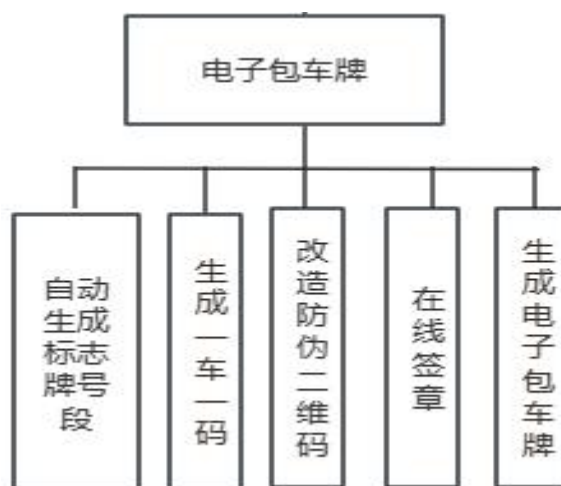 电子包车牌
自动
生成
标志
牌号
段
生成一车一码
改造防伪二维码
在线签章
生成电子包车牌